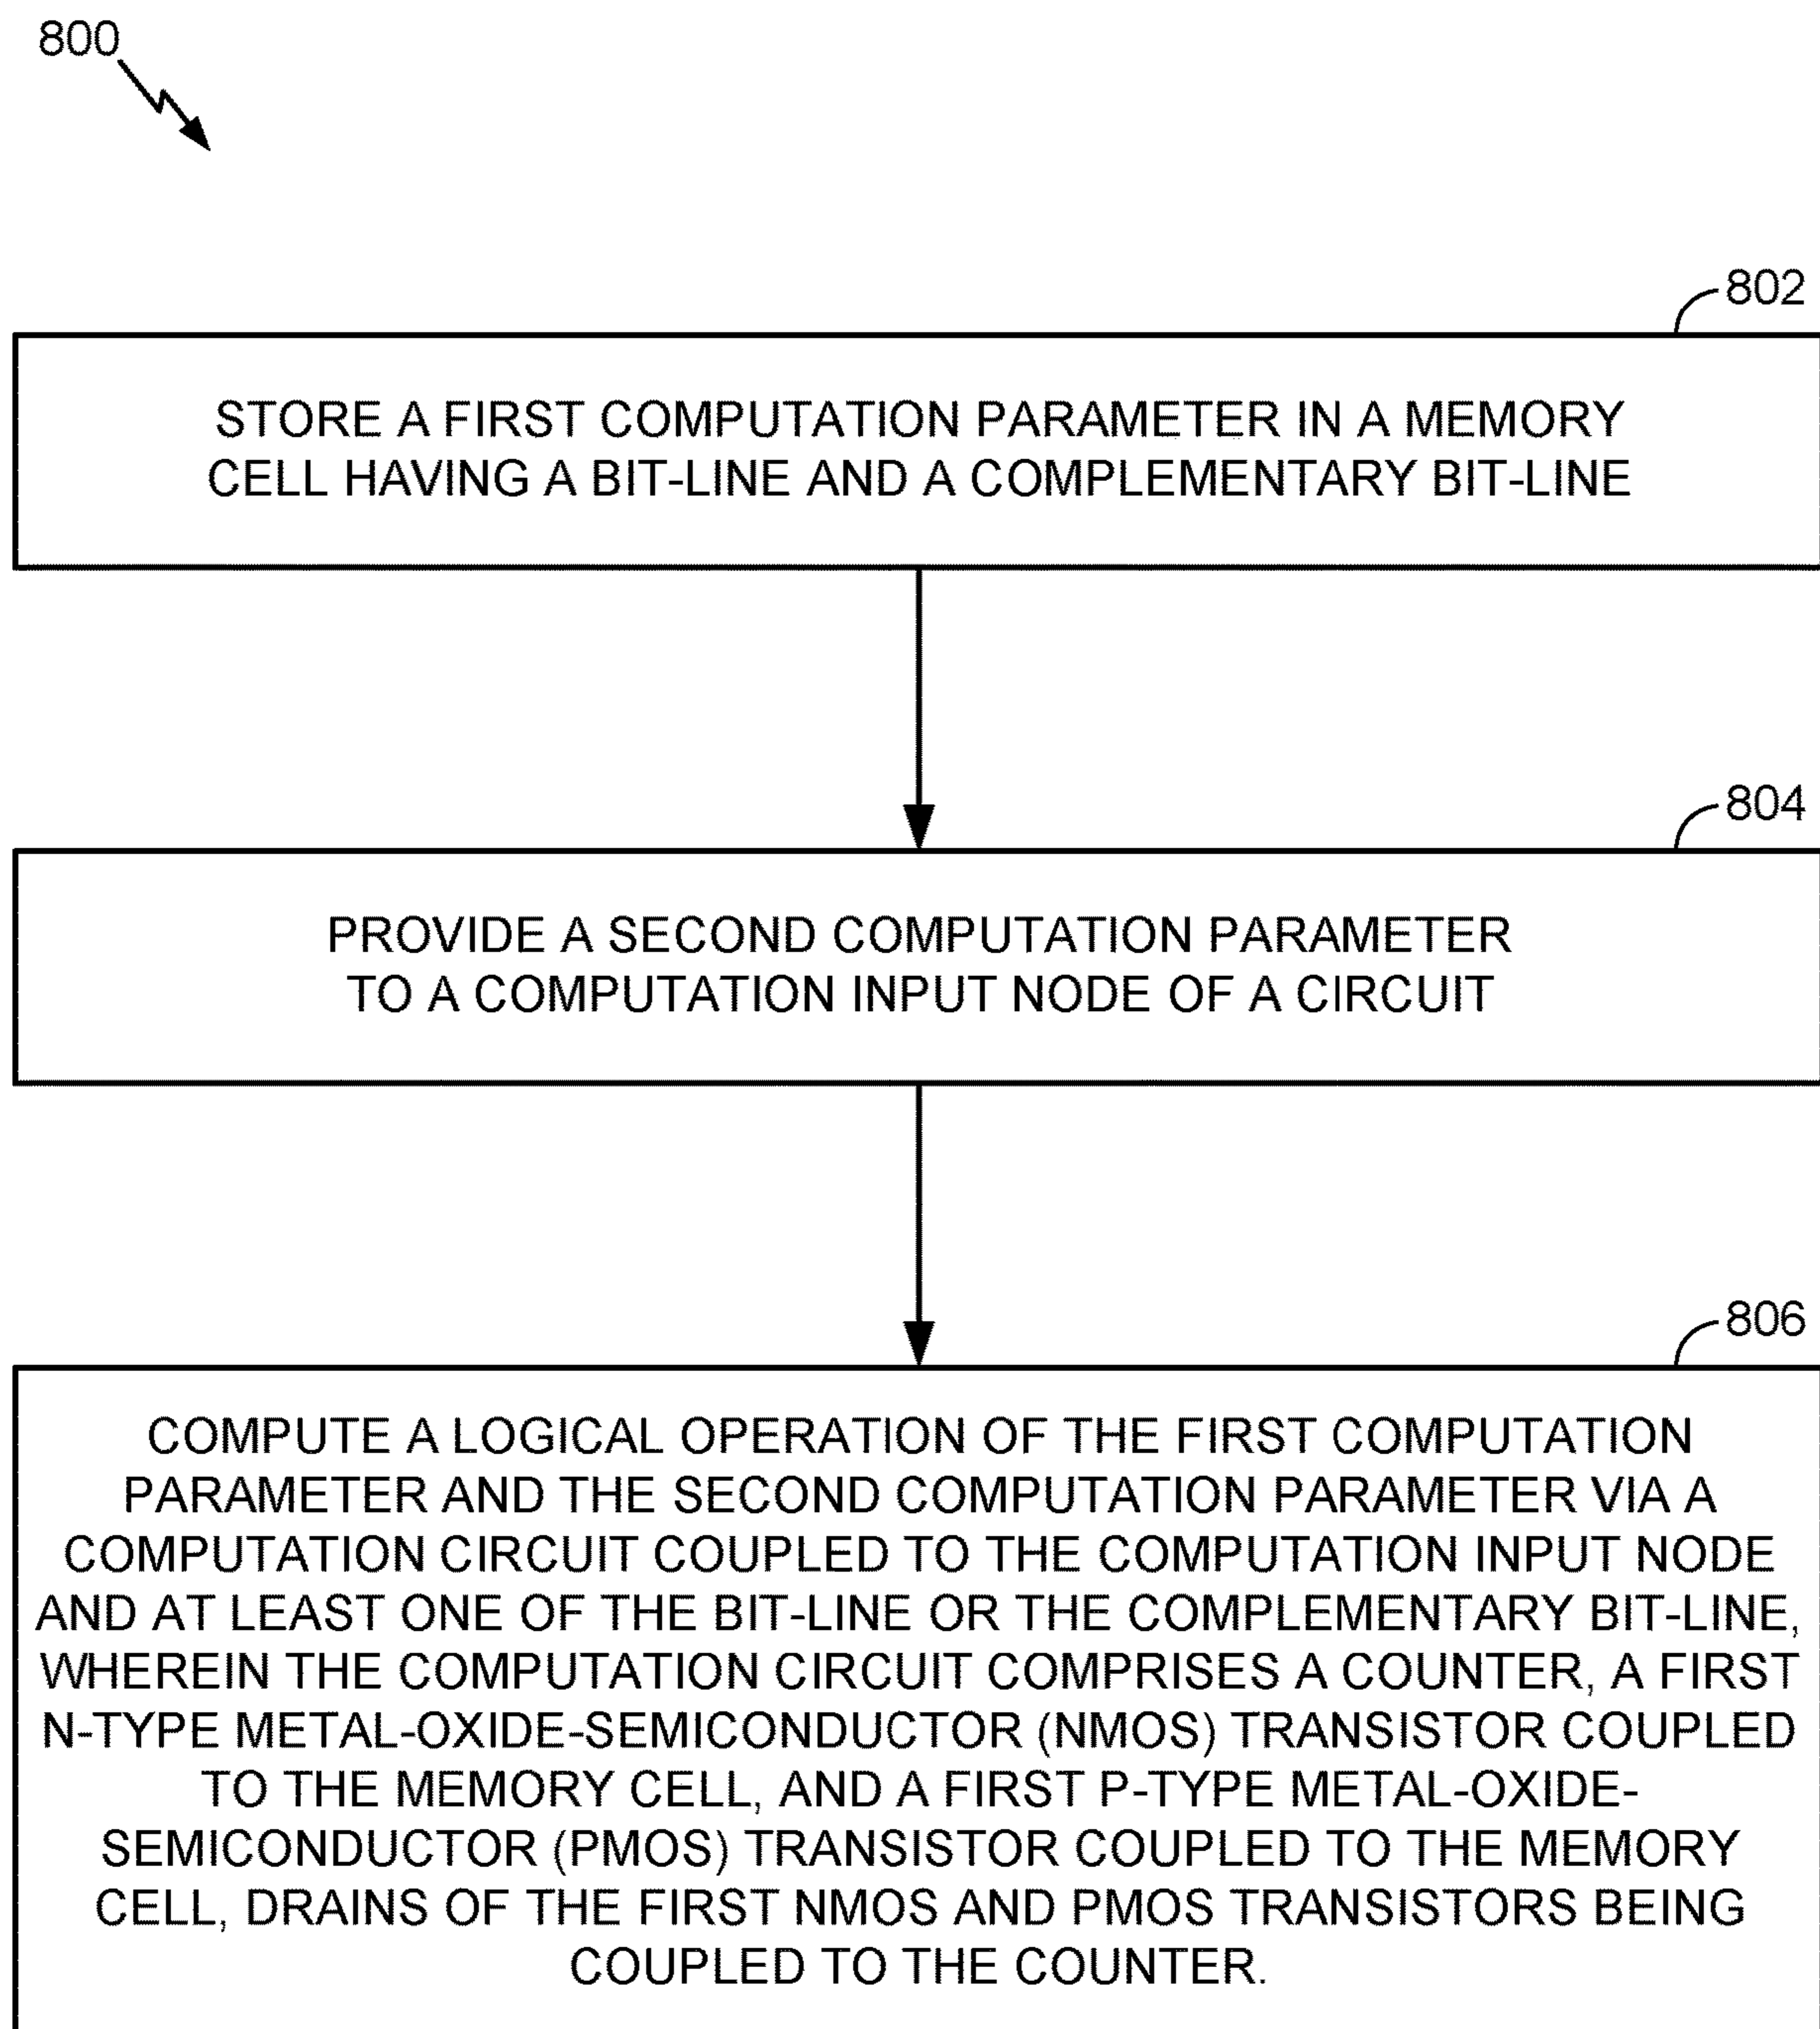 800
802
STORE A FIRST COMPUTATION PARAMETER IN A MEMORY
CELL HAVING A BIT-LINE AND A COMPLEMENTARY BIT-LINE
804
PROVIDE A SECOND COMPUTATION PARAMETER
TO A COMPUTATION INPUT NODE OF A CIRCUIT
806
COMPUTE A LOGICAL OPERATION OF THE FIRST COMPUTATION
PARAMETER AND THE SECOND COMPUTATION PARAMETER VIA A
COMPUTATION CIRCUIT COUPLED TO THE COMPUTATION INPUT NODE
AND AT LEAST ONE OF THE BIT-LINE OR THE COMPLEMENTARY BIT-LINE,
WHEREIN THE COMPUTATION CIRCUIT COMPRISES A COUNTER, A FIRST
N-TYPE METAL-OXIDE-SEMICONDUCTOR (NMOS) TRANSISTOR COUPLED
TO THE MEMORY CELL, AND A FIRST P-TYPE METAL-OXIDE-
SEMICONDUCTOR (PMOS) TRANSISTOR COUPLED TO THE MEMORY
CELL, DRAINS OF THE FIRST NMOS AND PMOS TRANSISTORS BEING
COUPLED TO THE COUNTER.